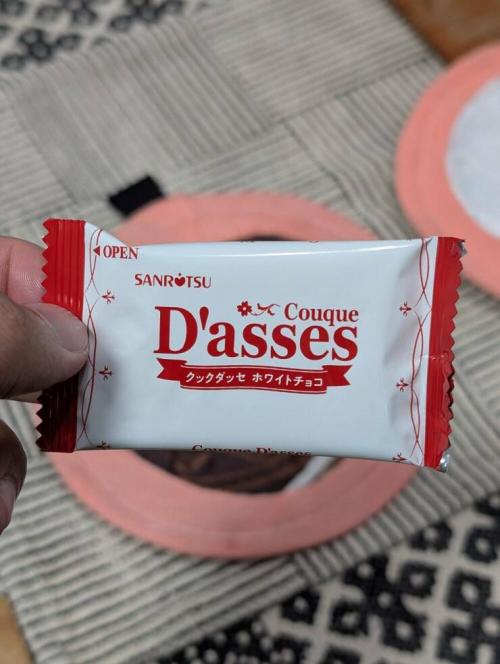 ◀OPEN
SANRITSU
Couque
D'asses
クックダッセ ホワイトチョコ
Couque D'asses